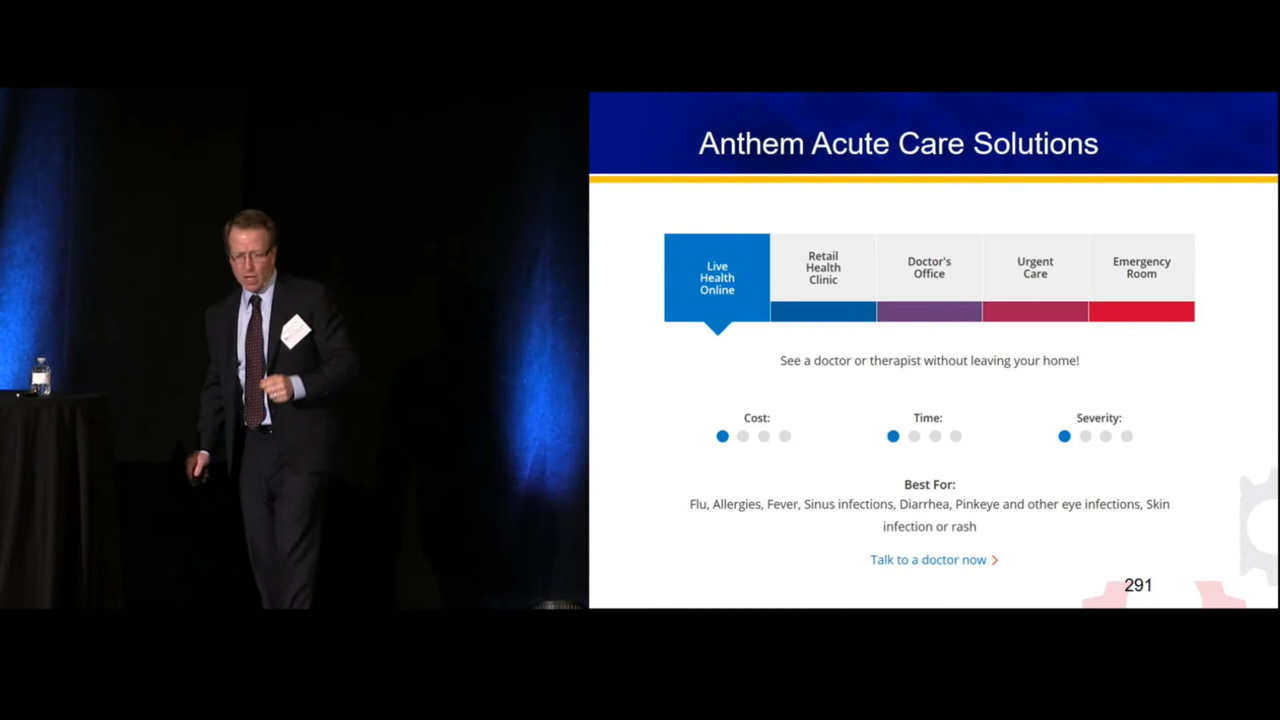 Anthem Acute Care Solutions
Live
Health
Online
Retail
Health
Clinic
Doctor's
Office
Urgent
Care
Emergency
Room
See a doctor or therapist without leaving your home!
Cost:
Time:
Severity:
Best For:
Flu, Allergies, Fever, Sinus infections, Diarrhea, Pinkeye and other eye infections, Skin
infection or rash
Talk to a doctor now >
291